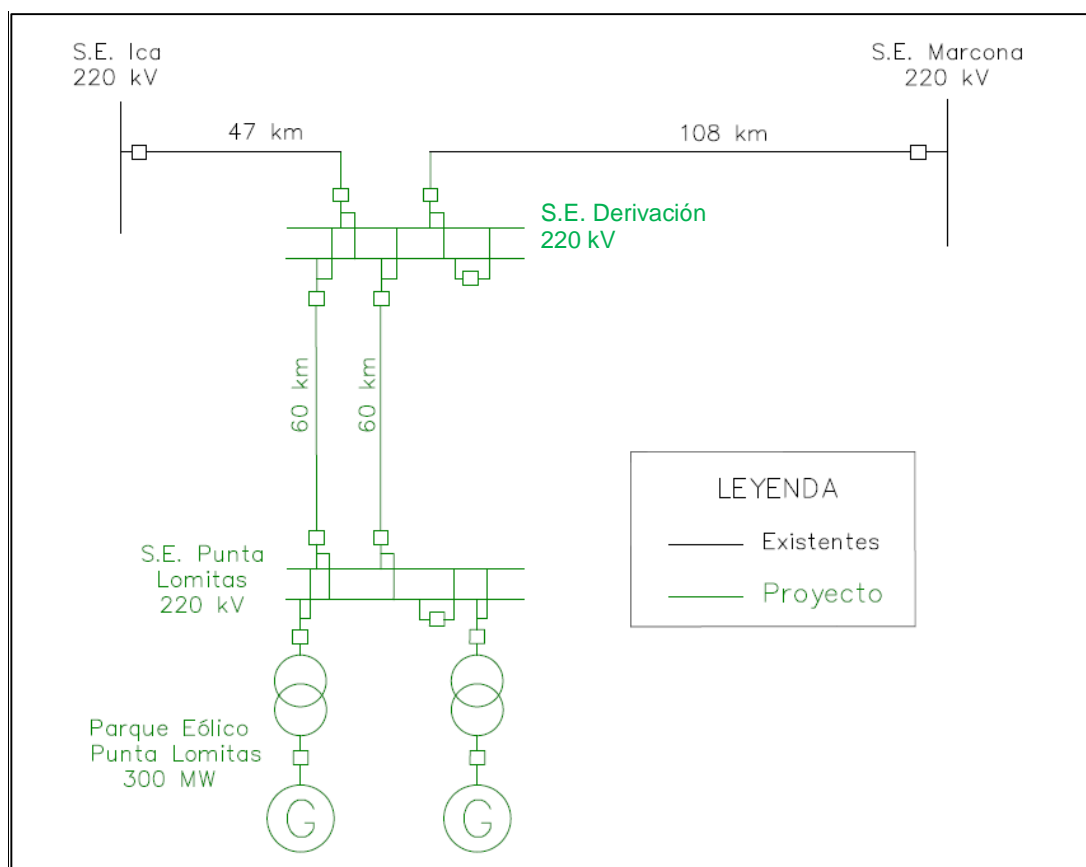 S.E. Ica
220 kV
S.E. Marcona
220 kV
47 km
108 km
S.E. Derivación
220 kV
60 km
60 km
S.E. Punta
Lomitas
220 kV
LEYENDA
Existentes
Proyecto
Parque Eólico
Punta Lomitas
300 MW
G
G